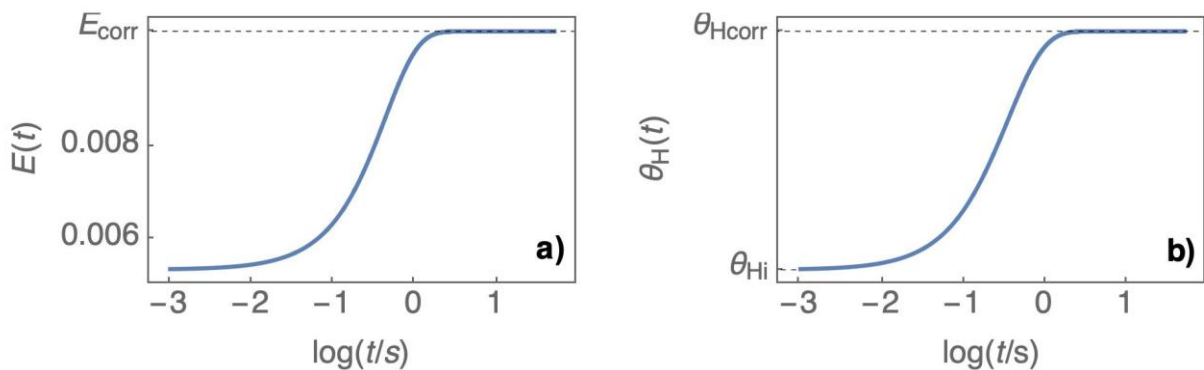 E_corr
0.008
0.006
E(t)
a)
−3 −2 −1 0 1
log(t/s)
θ_Hcorr
θ_Hi
θ_H(t)
b)
−3 −2 −1 0 1
log(t/s)